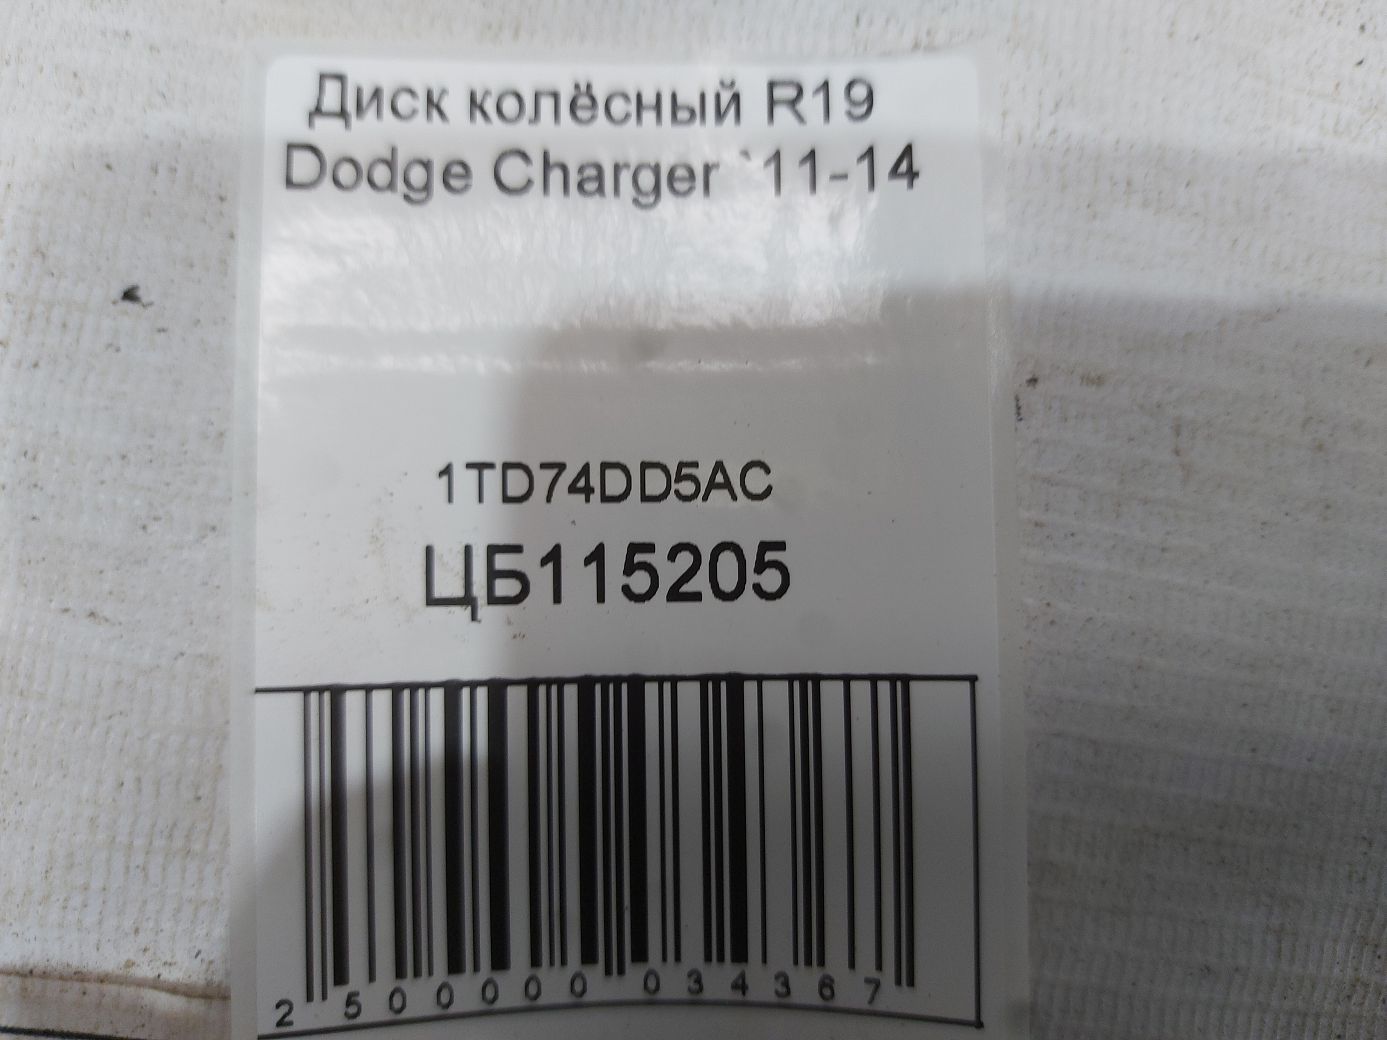 Диск колёсный R19
Dodge Charger `11-14
1TD74DD5AC
ЦБ115205
2 500000 034367